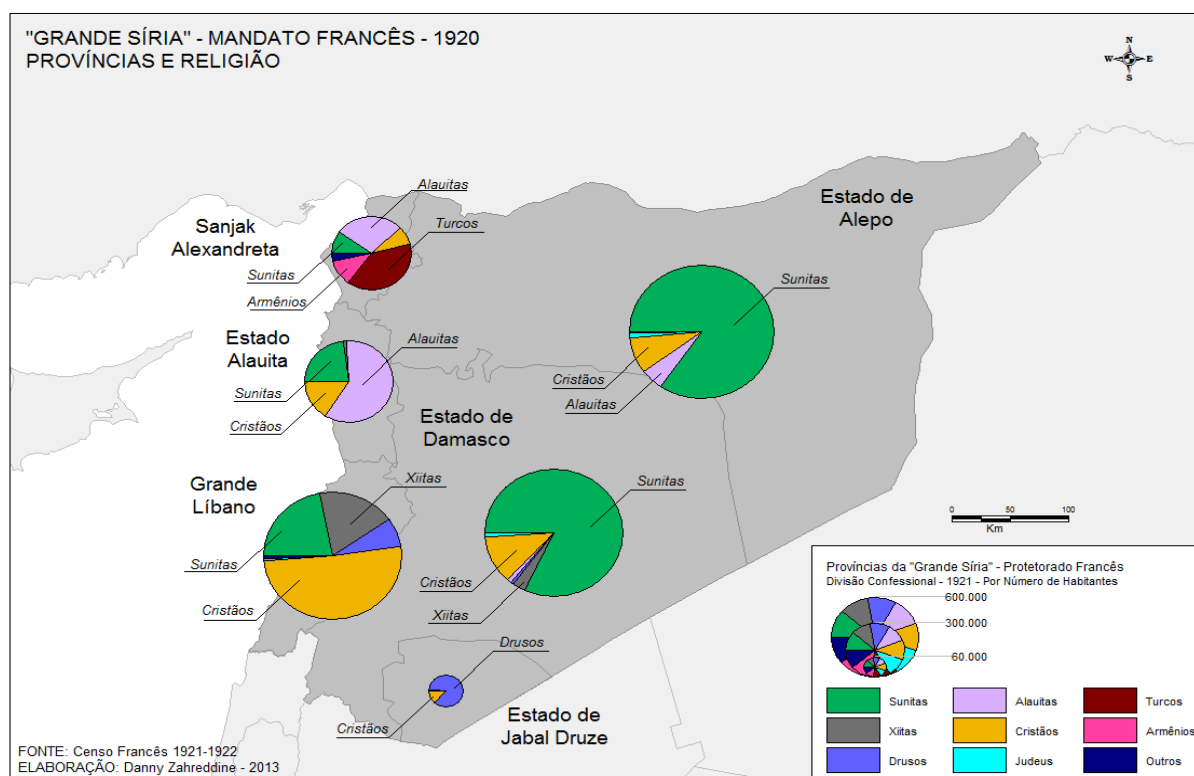 "GRANDE SÍRIA" - MANDATO FRANCÊS - 1920
PROVÍNCIAS E RELIGIÃO
N
W E
S
Alauitas
Sanjak
Alexandreta
Turcos
Sunitas
Armênios
Estado de
Alepo
Sunitas
Cristãos
Alauitas
Estado
Alauita
Alauitas
Sunitas
Cristãos
Estado de
Damasco
Sunitas
Cristãos
Xiitas
Grande
Líbano
Xiitas
Sunitas
Cristãos
Drusos
Cristãos
Estado de
Jabal Druze
0 50 100
Km
Províncias da "Grande Síria" - Protetorado Francês
Divisão Confessional - 1921 - Por Número de Habitantes
600.000
300.000
60.000
Sunitas Alauitas Turcos
Xiitas Cristãos Armênios
Drusos Judeus Outros
FONTE: Censo Francês 1921-1922
ELABORAÇÃO: Danny Zahreddine - 2013